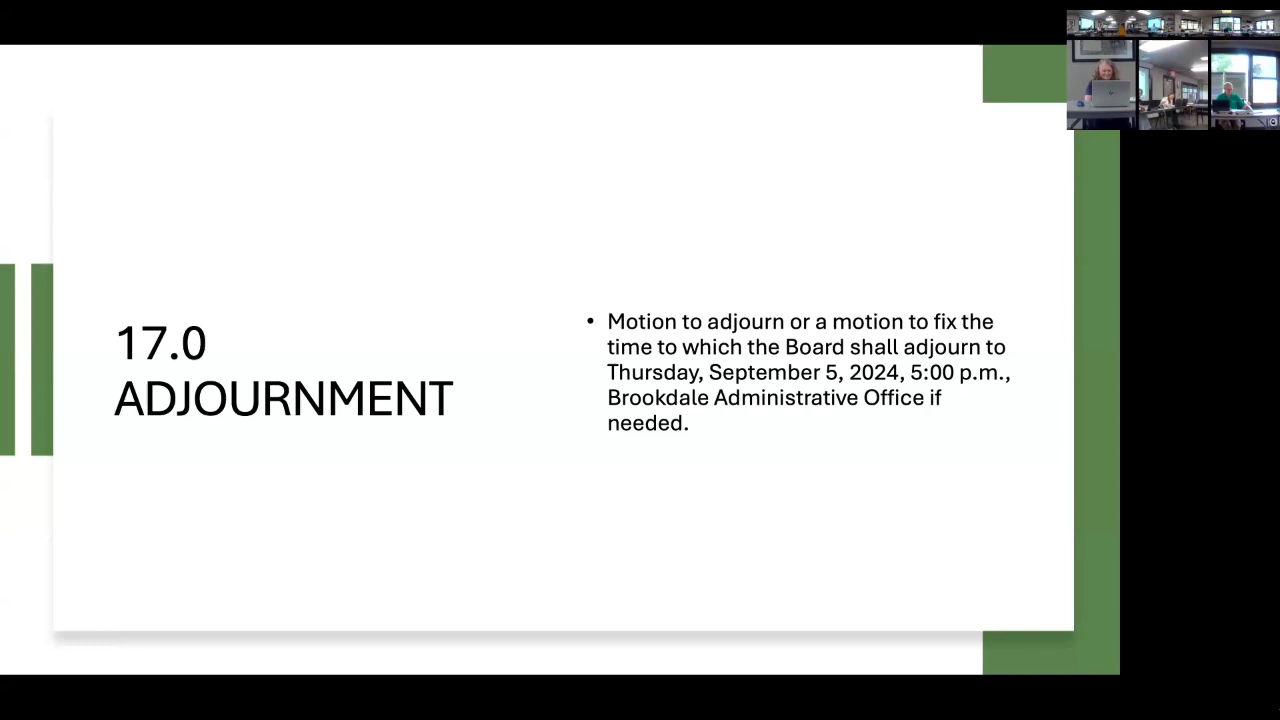 17.0
ADJOURNMENT
• Motion to adjourn or a motion to fix the
time to which the Board shall adjourn to
Thursday, September 5, 2024, 5:00 p.m.,
Brookdale Administrative Office if
needed.